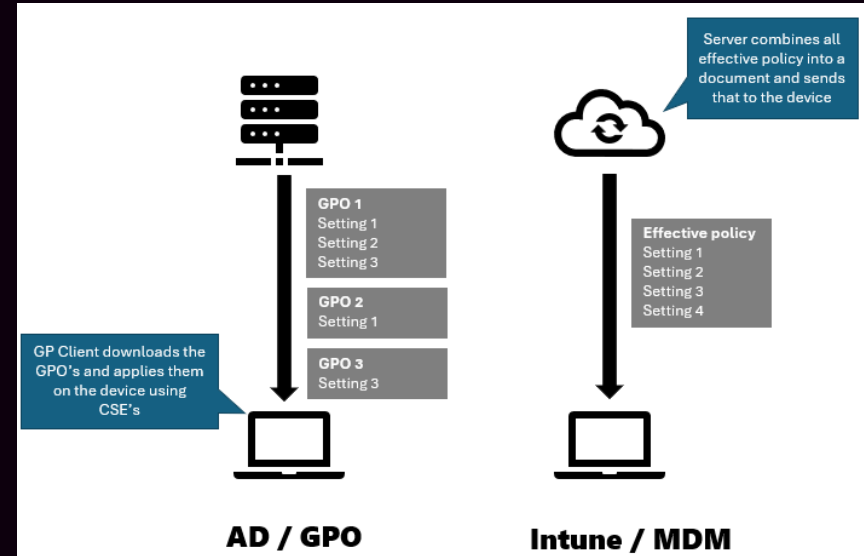 Server combines all
effective policy into a
document and sends
that to the device
GPO 1
Setting 1
Setting 2
Setting 3
GPO 2
Setting 1
GPO 3
Setting 3
Effective policy
Setting 1
Setting 2
Setting 3
Setting 4
GP Client downloads the
GPO's and applies them
on the device using
CSE's
AD / GPO
Intune / MDM